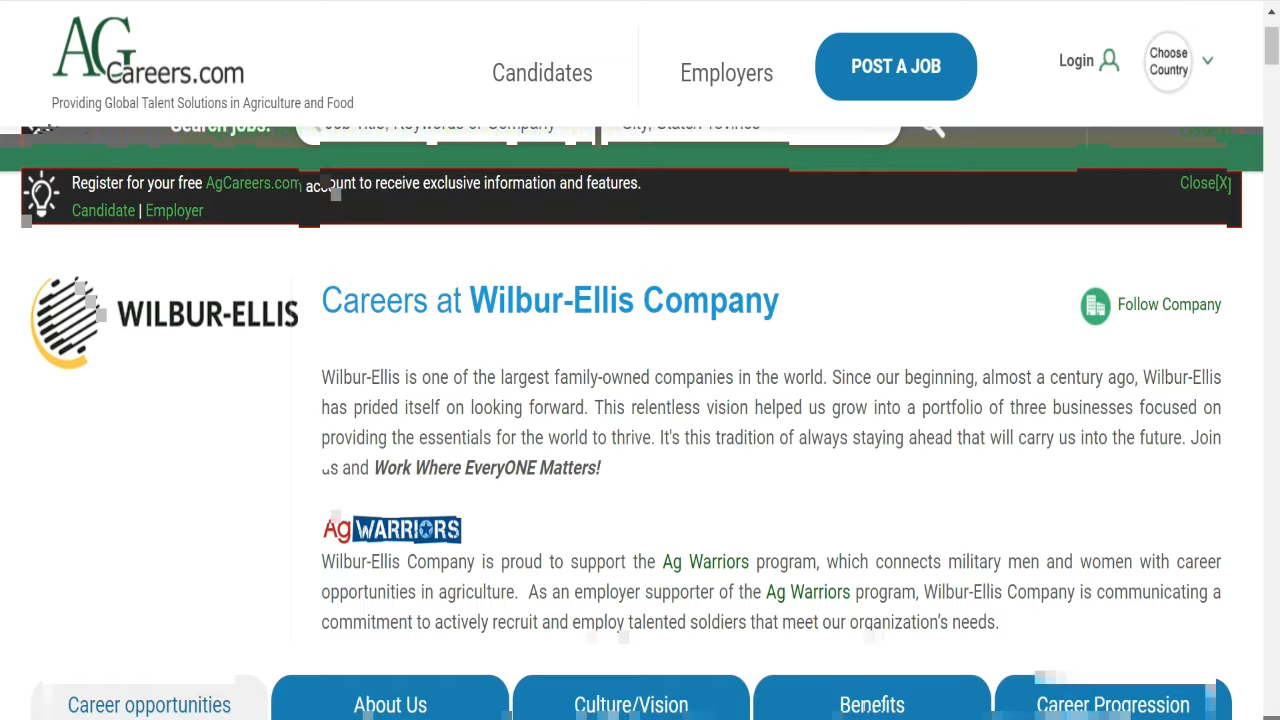 AGCareers.com
Providing Global Talent Solutions in Agriculture and Food
Candidates
Employers
POST A JOB
Login
Choose
Country
Search jobs:
Job Title, Keywords or Company
City, State/Province
Register for your free AgCareers.com account to receive exclusive information and features.
Close[X]
Candidate | Employer
WILBUR-ELLIS
Careers at Wilbur-Ellis Company
Follow Company
Wilbur-Ellis is one of the largest family-owned companies in the world. Since our beginning, almost a century ago, Wilbur-Ellis
has prided itself on looking forward. This relentless vision helped us grow into a portfolio of three businesses focused on
providing the essentials for the world to thrive. It's this tradition of always staying ahead that will carry us into the future. Join
us and Work Where EveryONE Matters!
Ag WARRIORS
Wilbur-Ellis Company is proud to support the Ag Warriors program, which connects military men and women with career
opportunities in agriculture. As an employer supporter of the Ag Warriors program, Wilbur-Ellis Company is communicating a
commitment to actively recruit and employ talented soldiers that meet our organization's needs.
Career opportunities
About Us
Culture/Vision
Benefits
Career Progression